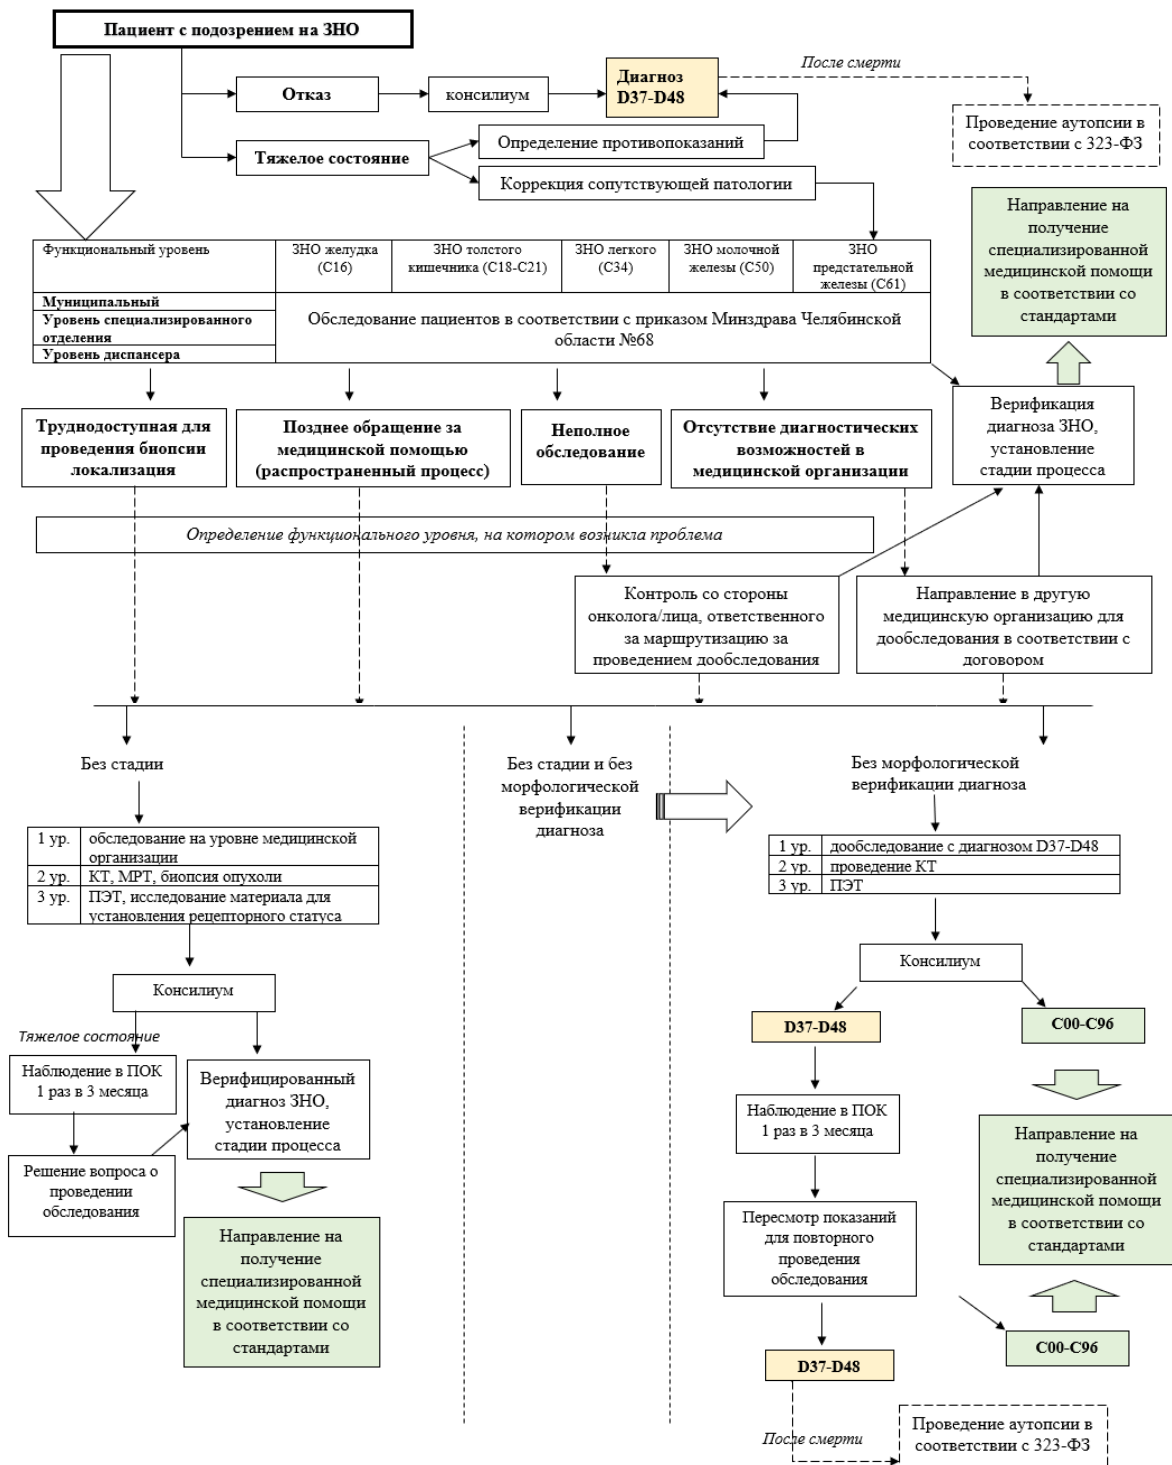 Пациент с подозрением на ЗНО
Отказ
консилиум
Диагноз
D37-D48
После смерти
Проведение аутопсии в
соответствии с 323-ФЗ
Тяжелое состояние
Определение противопоказаний
Коррекция сопутствующей патологии
Направление на
получение
специализированной
медицинской помощи
в соответствии со
стандартами
Функциональный уровень
ЗНО желудка
(С16)
ЗНО толстого
кишечника (С18-С21)
ЗНО легкого
(С34)
ЗНО молочной
железы (С50)
ЗНО
предстательной
железы (С61)
Муниципальный
Уровень специализированного
отделения
Уровень диспансера
Обследование пациентов в соответствии с приказом Минздрава Челябинской
области №68
Труднодоступная для
проведения биопсии
локализация
Позднее обращение за
медицинской помощью
(распространенный процесс)
Неполное
обследование
Отсутствие диагностических
возможностей в
медицинской организации
Верификация
диагноза ЗНО,
установление
стадии процесса
Определение функционального уровня, на котором возникла проблема
Контроль со стороны
онколога/лица, ответственного
за маршрутизацию за
проведением дообследования
Направление в другую
медицинскую организацию для
дообследования в соответствии с
договором
Без стадии
Без стадии и без
морфологической
верификации
диагноза
Без морфологической
верификации диагноза
1 ур. обследование на уровне медицинской
организации
2 ур. КТ, МРТ, биопсия опухоли
3 ур. ПЭТ, исследование материала для
установления рецепторного статуса
1 ур. дообследование с диагнозом D37-D48
2 ур. проведение КТ
3 ур. ПЭТ
Консилиум
Тяжелое состояние
Наблюдение в ПОК
1 раз в 3 месяца
Решение вопроса о
проведении
обследования
Верифицированный
диагноз ЗНО,
установление
стадии процесса
Направление на
получение
специализированной
медицинской помощи
в соответствии со
стандартами
Консилиум
D37-D48
С00-С96
Наблюдение в ПОК
1 раз в 3 месяца
Направление на
получение
специализированной
медицинской помощи
в соответствии со
стандартами
Пересмотр показаний
для повторного
проведения
обследования
С00-С96
D37-D48
После смерти
Проведение аутопсии в
соответствии с 323-ФЗ